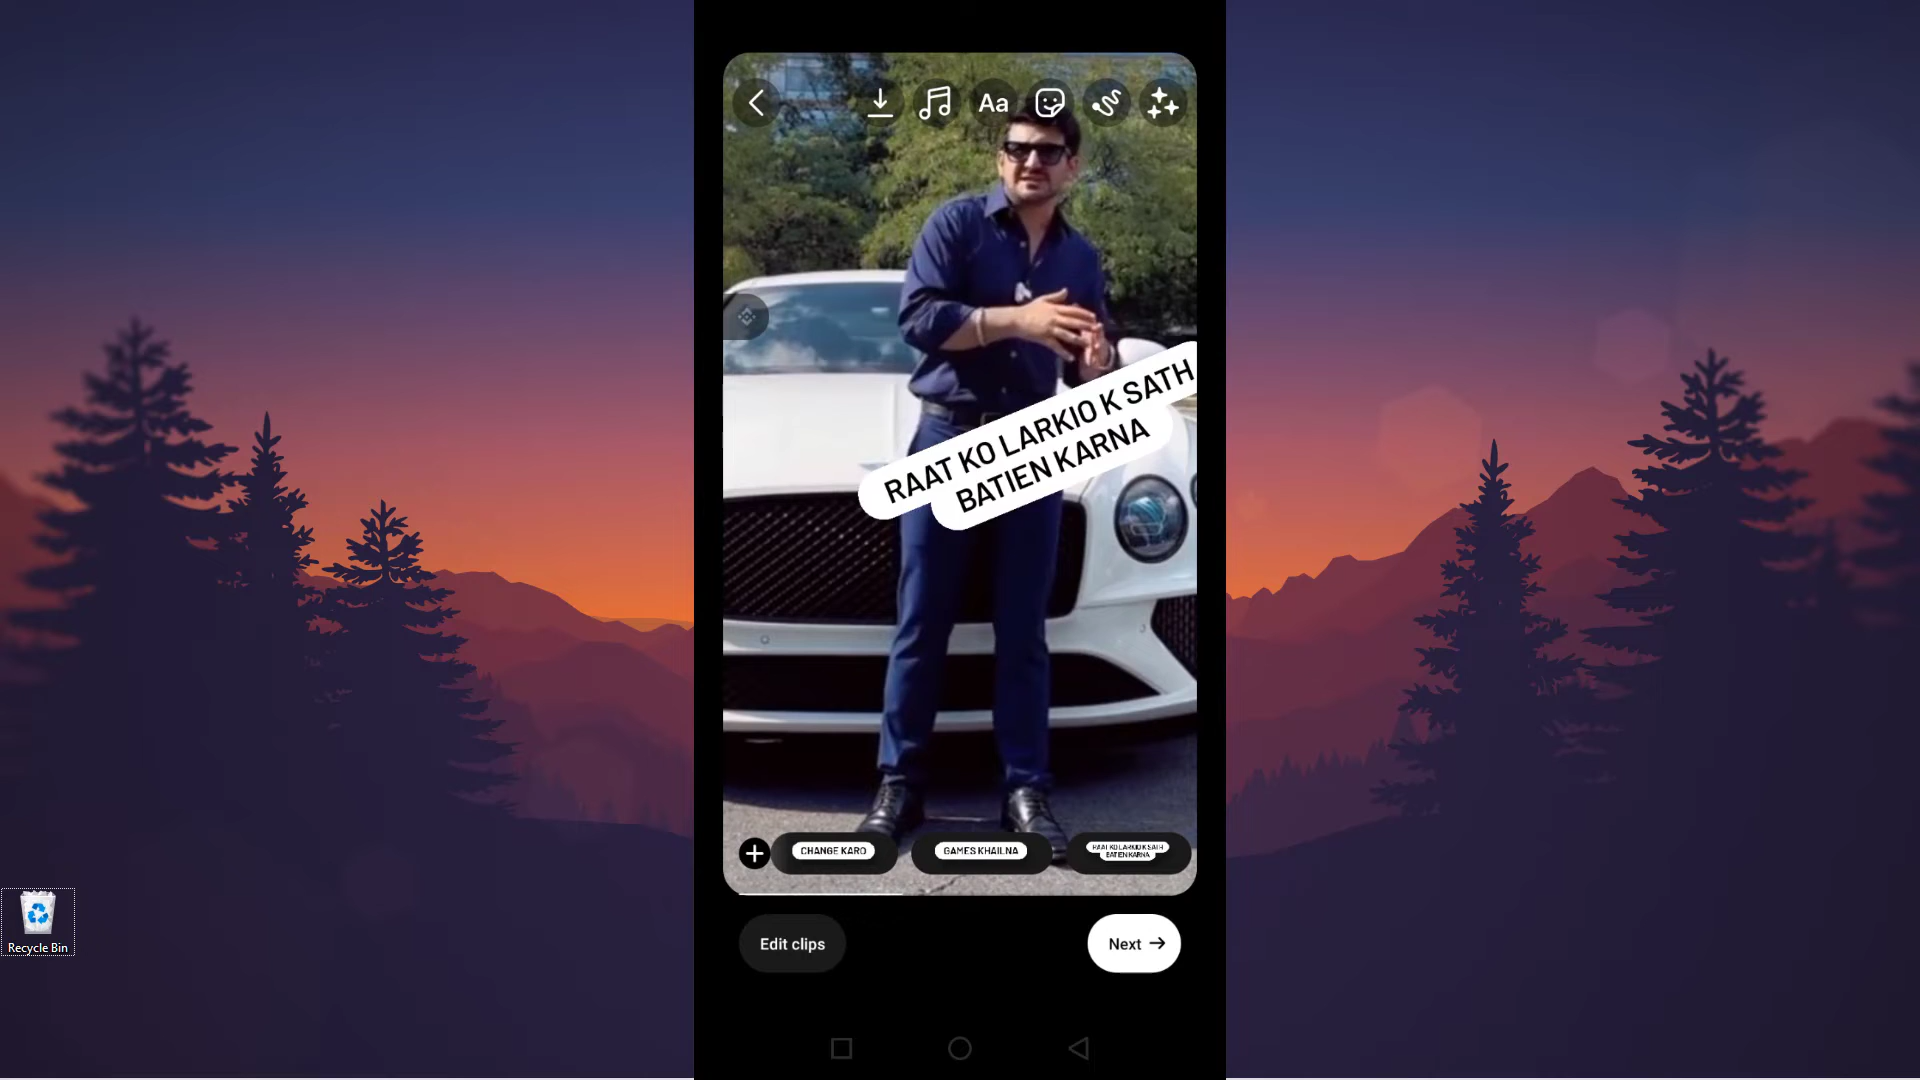 Aa
RAAT KO LARKIO K SATH
BATIEN KARNA
CHANGE KARO
GAMES KHAILNA
RAAT KO LARKIO K SATH
BATIEN KARNA
Edit clips
Next
Recycle Bin